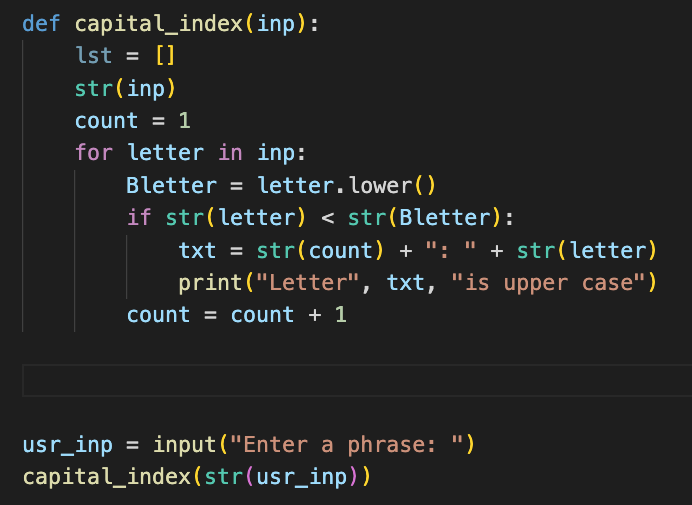 def capital_index(inp):
    lst = []
    str(inp)
    count = 1
    for letter in inp:
        Bletter = letter.lower()
        if str(letter) < str(Bletter):
            txt = str(count) + ": " + str(letter)
            print("Letter", txt, "is upper case")
        count = count + 1
usr_inp = input("Enter a phrase: ")
capital_index(str(usr_inp))